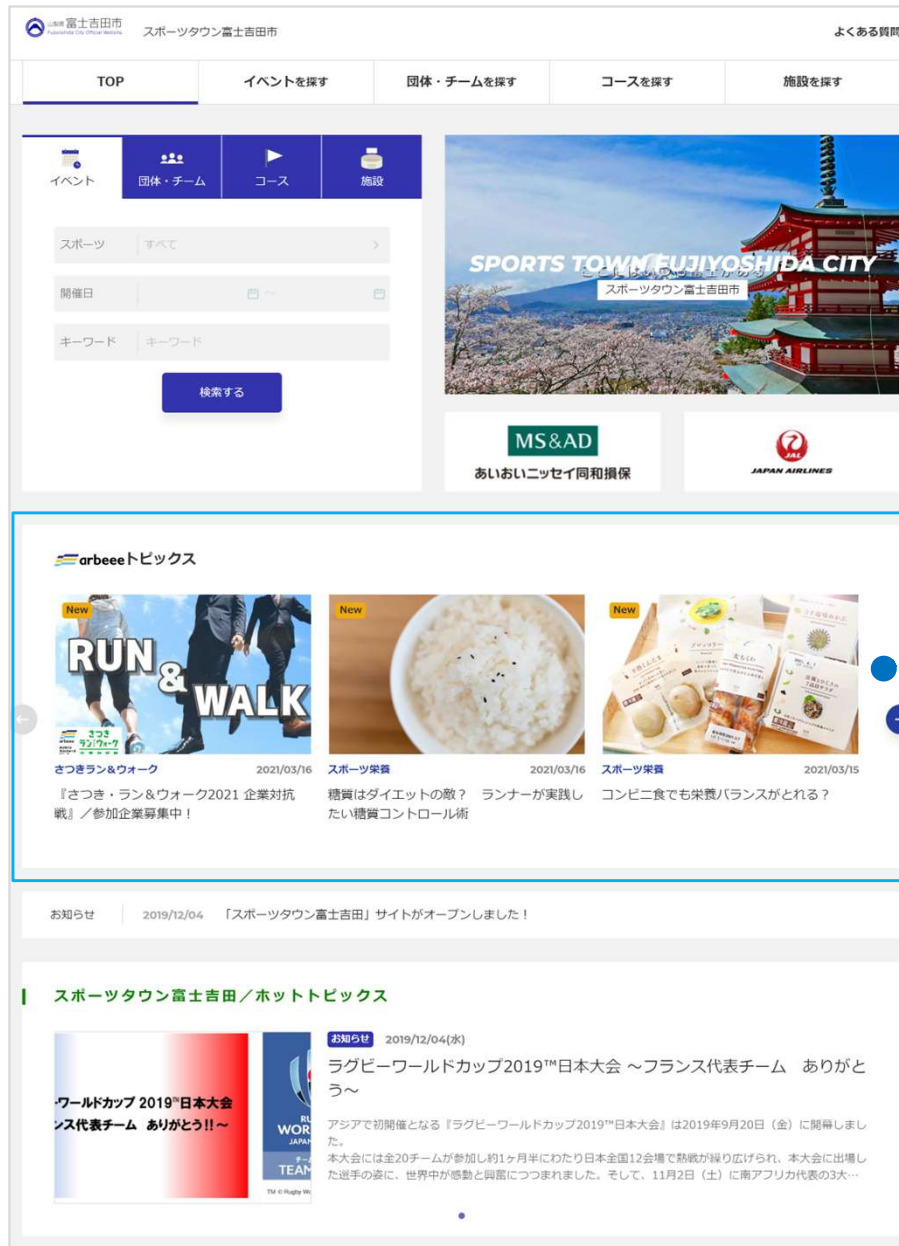 山梨県 富士吉田市
Fujiyoshida City Official Website
スポーツタウン富士吉田市
よくある質問
TOP
イベントを探す
団体・チームを探す
コースを探す
施設を探す
イベント
団体・チーム
コース
施設
スポーツ
すべて
開催日
～
キーワード
キーワード
検索する
SPORTS TOWN FUJIYOSHIDA CITY
スポーツタウン富士吉田市
MS&AD
あいおいニッセイ同和損保
JAL
JAPAN AIRLINES
arbeeeトピックス
New
RUN & WALK
arbeee
さつき
ラン&ウォーク
さつきラン&ウォーク
2021/03/16
『さつき・ラン&ウォーク2021 企業対抗
戦』／参加企業募集中！
New
スポーツ栄養
2021/03/16
糖質はダイエットの敵？　ランナーが実践し
たい糖質コントロール術
New
スポーツ栄養
2021/03/15
コンビニ食でも栄養バランスがとれる？
お知らせ
2019/12/04
「スポーツタウン富士吉田」サイトがオープンしました！
スポーツタウン富士吉田／ホットトピックス
ワールドカップ 2019™日本大会
ンス代表チーム ありがとう!!～
お知らせ
2019/12/04(水)
ラグビーワールドカップ2019™日本大会 ～フランス代表チーム　ありがと
う～
アジアで初開催となる『ラグビーワールドカップ2019™日本大会』は2019年9月20日（金）に開幕しまし
た。
本大会には全20チームが参加し約1ヶ月半にわたり日本全国12会場で熱戦が繰り広げられ、本大会に出場し
た選手の姿に、世界中が感動と興奮につつまれました。そして、11月2日（土）に南アフリカ代表の3大…